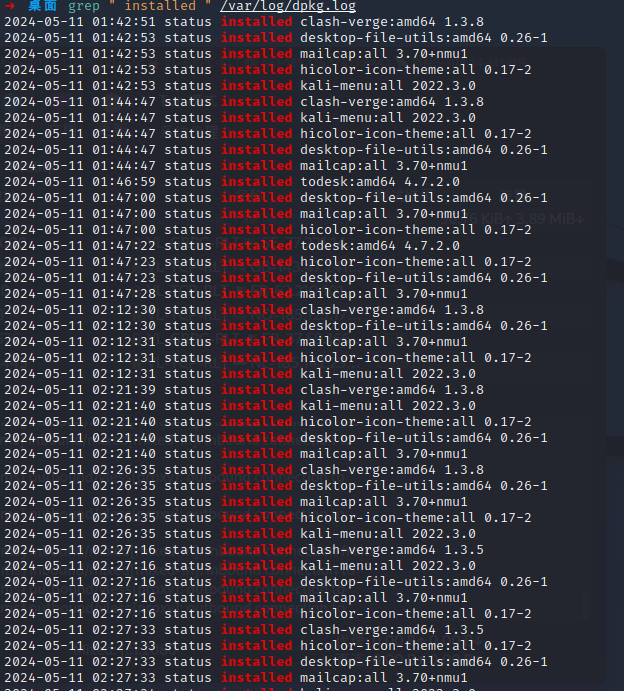 → 桌面 grep " installed " /var/log/dpkg.log
2024-05-11 01:42:51 status installed clash-verge:amd64 1.3.8
2024-05-11 01:42:53 status installed desktop-file-utils:amd64 0.26-1
2024-05-11 01:42:53 status installed mailcap:all 3.70+nmu1
2024-05-11 01:42:53 status installed hicolor-icon-theme:all 0.17-2
2024-05-11 01:42:53 status installed kali-menu:all 2022.3.0
2024-05-11 01:44:47 status installed clash-verge:amd64 1.3.8
2024-05-11 01:44:47 status installed kali-menu:all 2022.3.0
2024-05-11 01:44:47 status installed hicolor-icon-theme:all 0.17-2
2024-05-11 01:44:47 status installed desktop-file-utils:amd64 0.26-1
2024-05-11 01:44:47 status installed mailcap:all 3.70+nmu1
2024-05-11 01:46:59 status installed todesk:amd64 4.7.2.0
2024-05-11 01:47:00 status installed desktop-file-utils:amd64 0.26-1
2024-05-11 01:47:00 status installed mailcap:all 3.70+nmu1
2024-05-11 01:47:00 status installed hicolor-icon-theme:all 0.17-2
2024-05-11 01:47:22 status installed todesk:amd64 4.7.2.0
2024-05-11 01:47:23 status installed hicolor-icon-theme:all 0.17-2
2024-05-11 01:47:23 status installed desktop-file-utils:amd64 0.26-1
2024-05-11 01:47:28 status installed mailcap:all 3.70+nmu1
2024-05-11 02:12:30 status installed clash-verge:amd64 1.3.8
2024-05-11 02:12:30 status installed desktop-file-utils:amd64 0.26-1
2024-05-11 02:12:31 status installed mailcap:all 3.70+nmu1
2024-05-11 02:12:31 status installed hicolor-icon-theme:all 0.17-2
2024-05-11 02:12:31 status installed kali-menu:all 2022.3.0
2024-05-11 02:21:39 status installed clash-verge:amd64 1.3.8
2024-05-11 02:21:40 status installed kali-menu:all 2022.3.0
2024-05-11 02:21:40 status installed hicolor-icon-theme:all 0.17-2
2024-05-11 02:21:40 status installed desktop-file-utils:amd64 0.26-1
2024-05-11 02:21:40 status installed mailcap:all 3.70+nmu1
2024-05-11 02:26:35 status installed clash-verge:amd64 1.3.8
2024-05-11 02:26:35 status installed desktop-file-utils:amd64 0.26-1
2024-05-11 02:26:35 status installed mailcap:all 3.70+nmu1
2024-05-11 02:26:35 status installed hicolor-icon-theme:all 0.17-2
2024-05-11 02:26:35 status installed kali-menu:all 2022.3.0
2024-05-11 02:27:16 status installed clash-verge:amd64 1.3.5
2024-05-11 02:27:16 status installed kali-menu:all 2022.3.0
2024-05-11 02:27:16 status installed desktop-file-utils:amd64 0.26-1
2024-05-11 02:27:16 status installed mailcap:all 3.70+nmu1
2024-05-11 02:27:16 status installed hicolor-icon-theme:all 0.17-2
2024-05-11 02:27:33 status installed clash-verge:amd64 1.3.5
2024-05-11 02:27:33 status installed hicolor-icon-theme:all 0.17-2
2024-05-11 02:27:33 status installed desktop-file-utils:amd64 0.26-1
2024-05-11 02:27:33 status installed mailcap:all 3.70+nmu1